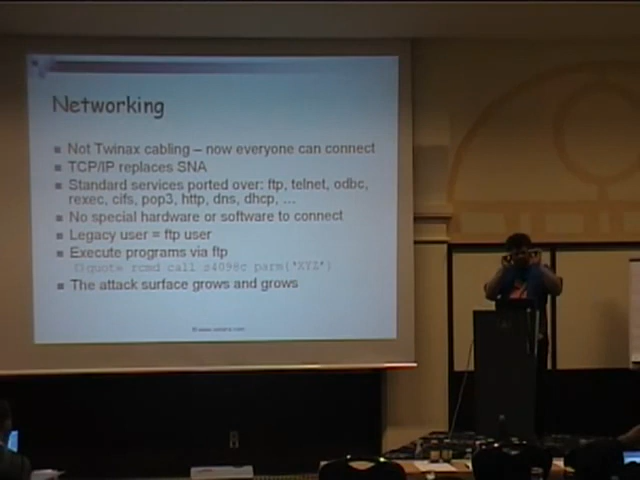 Networking
Not Twinax cabling – now everyone can connect
TCP/IP replaces SNA
Standard services ported over: ftp, telnet, odbc,
rexec, cifs, pop3, http, dns, dhcp, …
No special hardware or software to connect
Legacy user = ftp user
Execute programs via ftp
quote rcmd call s4098c parm('XYZ')
The attack surface grows and grows